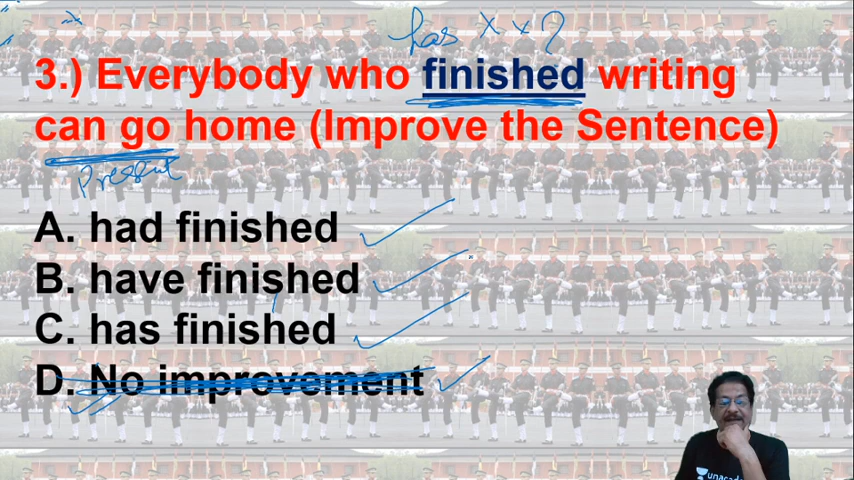 has x x ?
3.) Everybody who finished writing
can go home (Improve the Sentence)
Present
A. had finished
B. have finished
C. has finished
D. No improvement
unacade